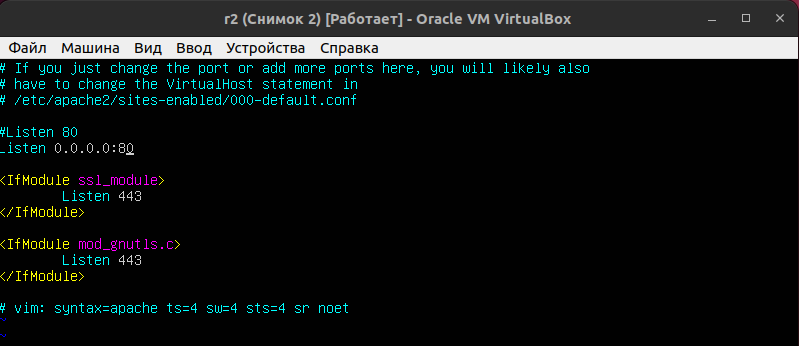 r2 (Снимок 2) [Работает] - Oracle VM VirtualBox
Файл Машина Вид Ввод Устройства Справка
# If you just change the port or add more ports here, you will likely also
# have to change the VirtualHost statement in
# /etc/apache2/sites-enabled/000-default.conf
#Listen 80
Listen 0.0.0.0:80
<IfModule ssl_module>
Listen 443
</IfModule>
<IfModule mod_gnutls.c>
Listen 443
</IfModule>
# vim: syntax=apache ts=4 sw=4 sts=4 sr noet
~
~